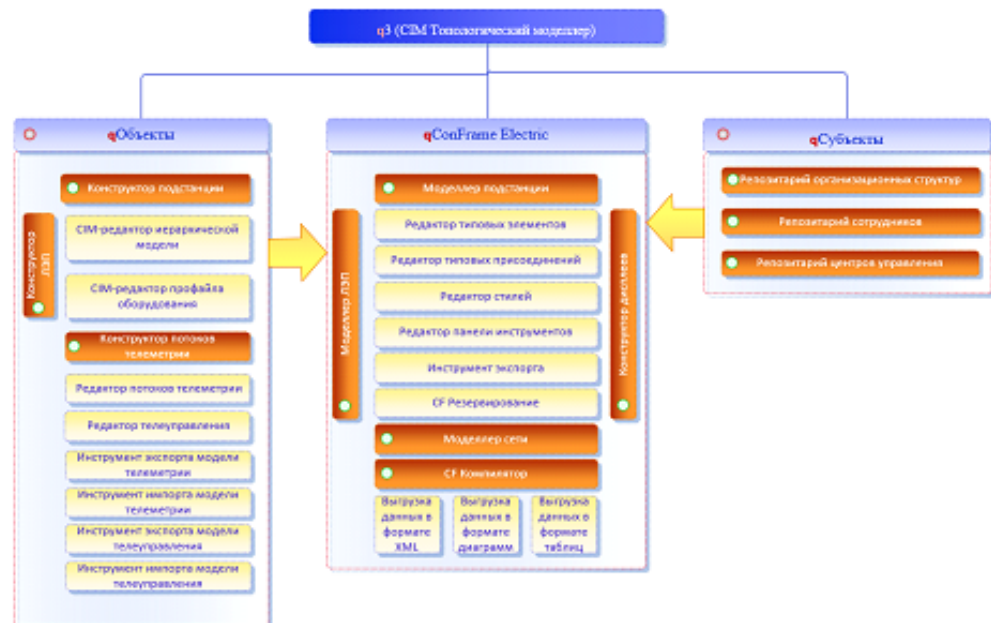 q3 (CIM Топологический моделлер)
qОбъекты
Конструктор подстанции
Конструктор
ЛЭП
CIM-редактор иерархической
модели
CIM-редактор профайла
оборудования
Конструктор потоков
телеметрии
Редактор потоков телеметрии
Редактор телеуправления
Инструмент экспорта модели
телеметрии
Инструмент импорта модели
телеметрии
Инструмент экспорта модели
телеуправления
Инструмент импорта модели
телеуправления
qConFrame Electric
Моделлер подстанции
Моделлер ЛЭП
Редактор типовых элементов
Редактор типовых присоединений
Редактор стилей
Редактор панели инструментов
Инструмент экспорта
CF Резервирование
Конструктор дисплеев
Моделлер сети
CF Компилятор
Выгрузка
данных в
формате
XML
Выгрузка
данных в
формате
диаграмм
Выгрузка
данных в
формате
таблиц
qСубъекты
Репозитарий организационных структур
Репозитарий сотрудников
Репозитарий центров управления